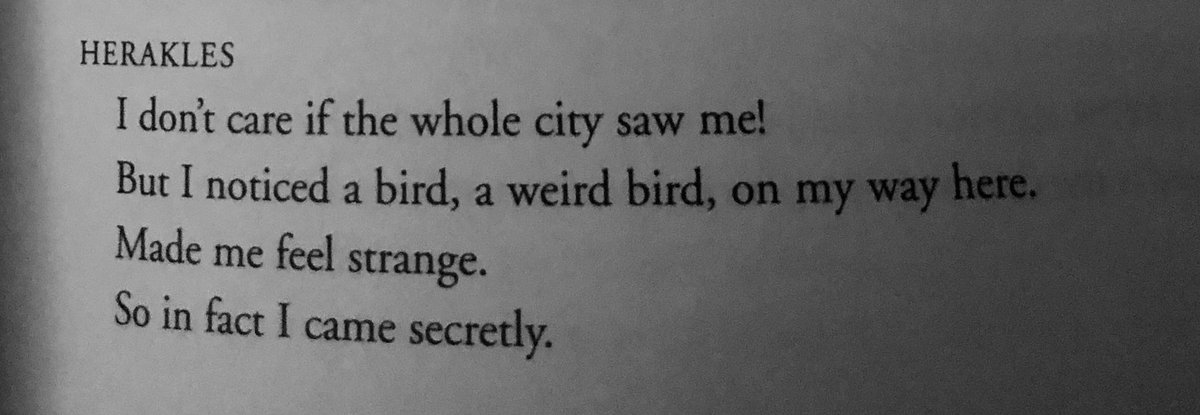 HERAKLES
I don't care if the whole city saw me!
But I noticed a bird, a weird bird, on my way here.
Made me feel strange.
So in fact I came secretly.